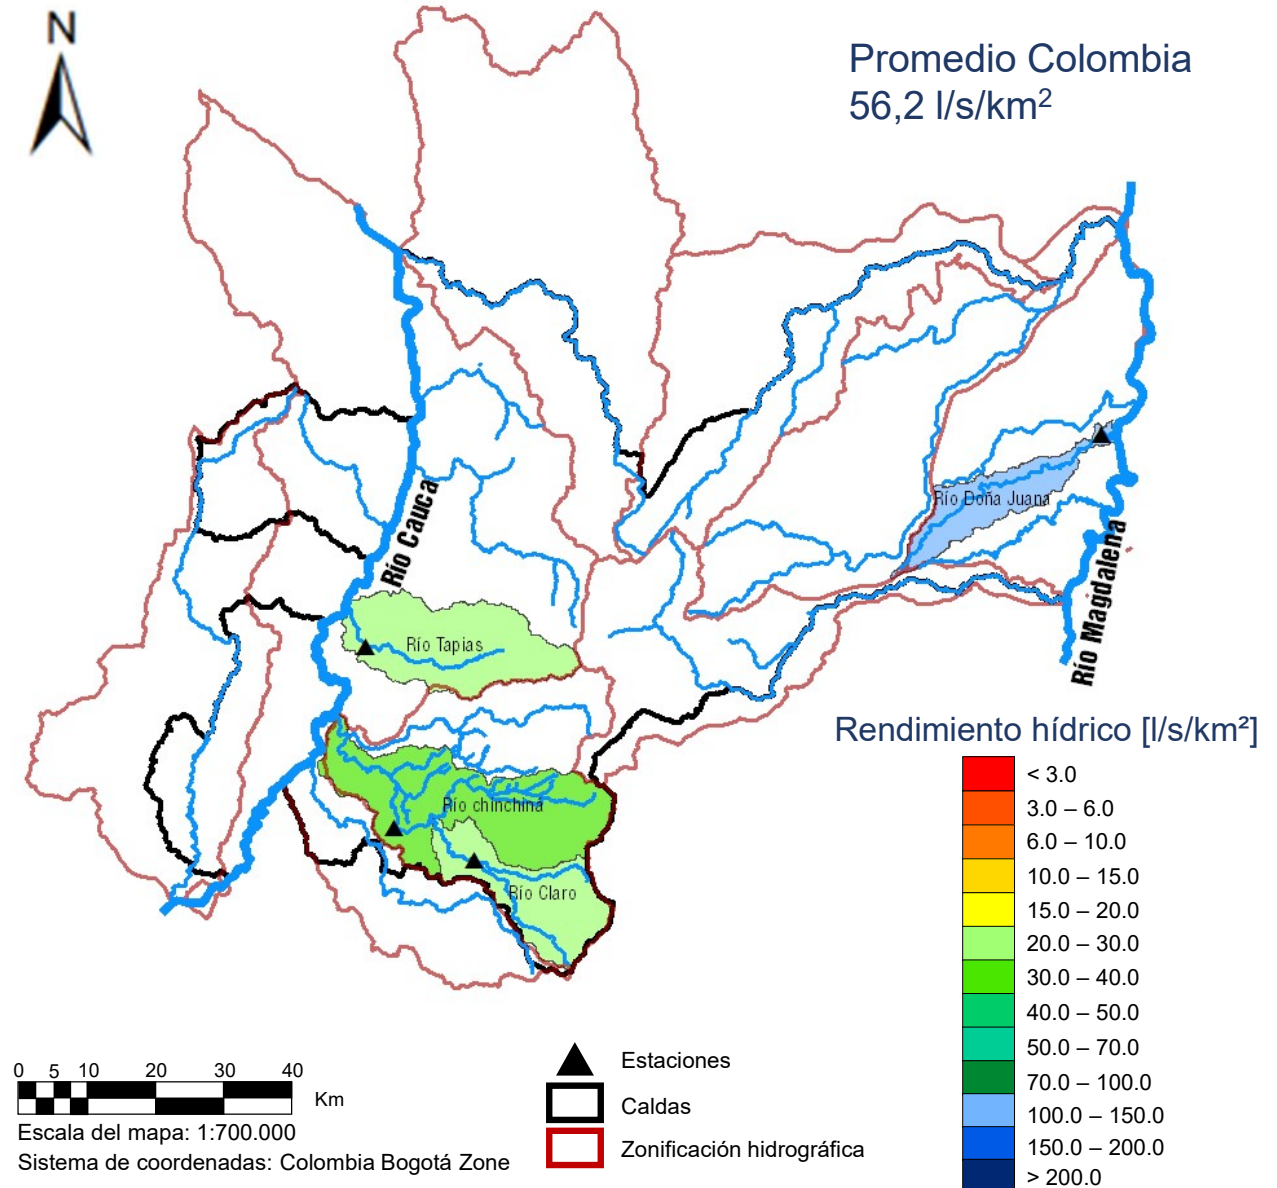 N
Promedio Colombia
56,2 l/s/km²
Río Cauca
Río Doña Juana
Río Magdalena
Río Tapias
Río chinchiná
Río Claro
Rendimiento hídrico [l/s/km²]
< 3.0
3.0 – 6.0
6.0 – 10.0
10.0 – 15.0
15.0 – 20.0
20.0 – 30.0
30.0 – 40.0
40.0 – 50.0
50.0 – 70.0
70.0 – 100.0
100.0 – 150.0
150.0 – 200.0
> 200.0
0 5 10 20 30 40
Km
Escala del mapa: 1:700.000
Sistema de coordenadas: Colombia Bogotá Zone
Estaciones
Caldas
Zonificación hidrográfica